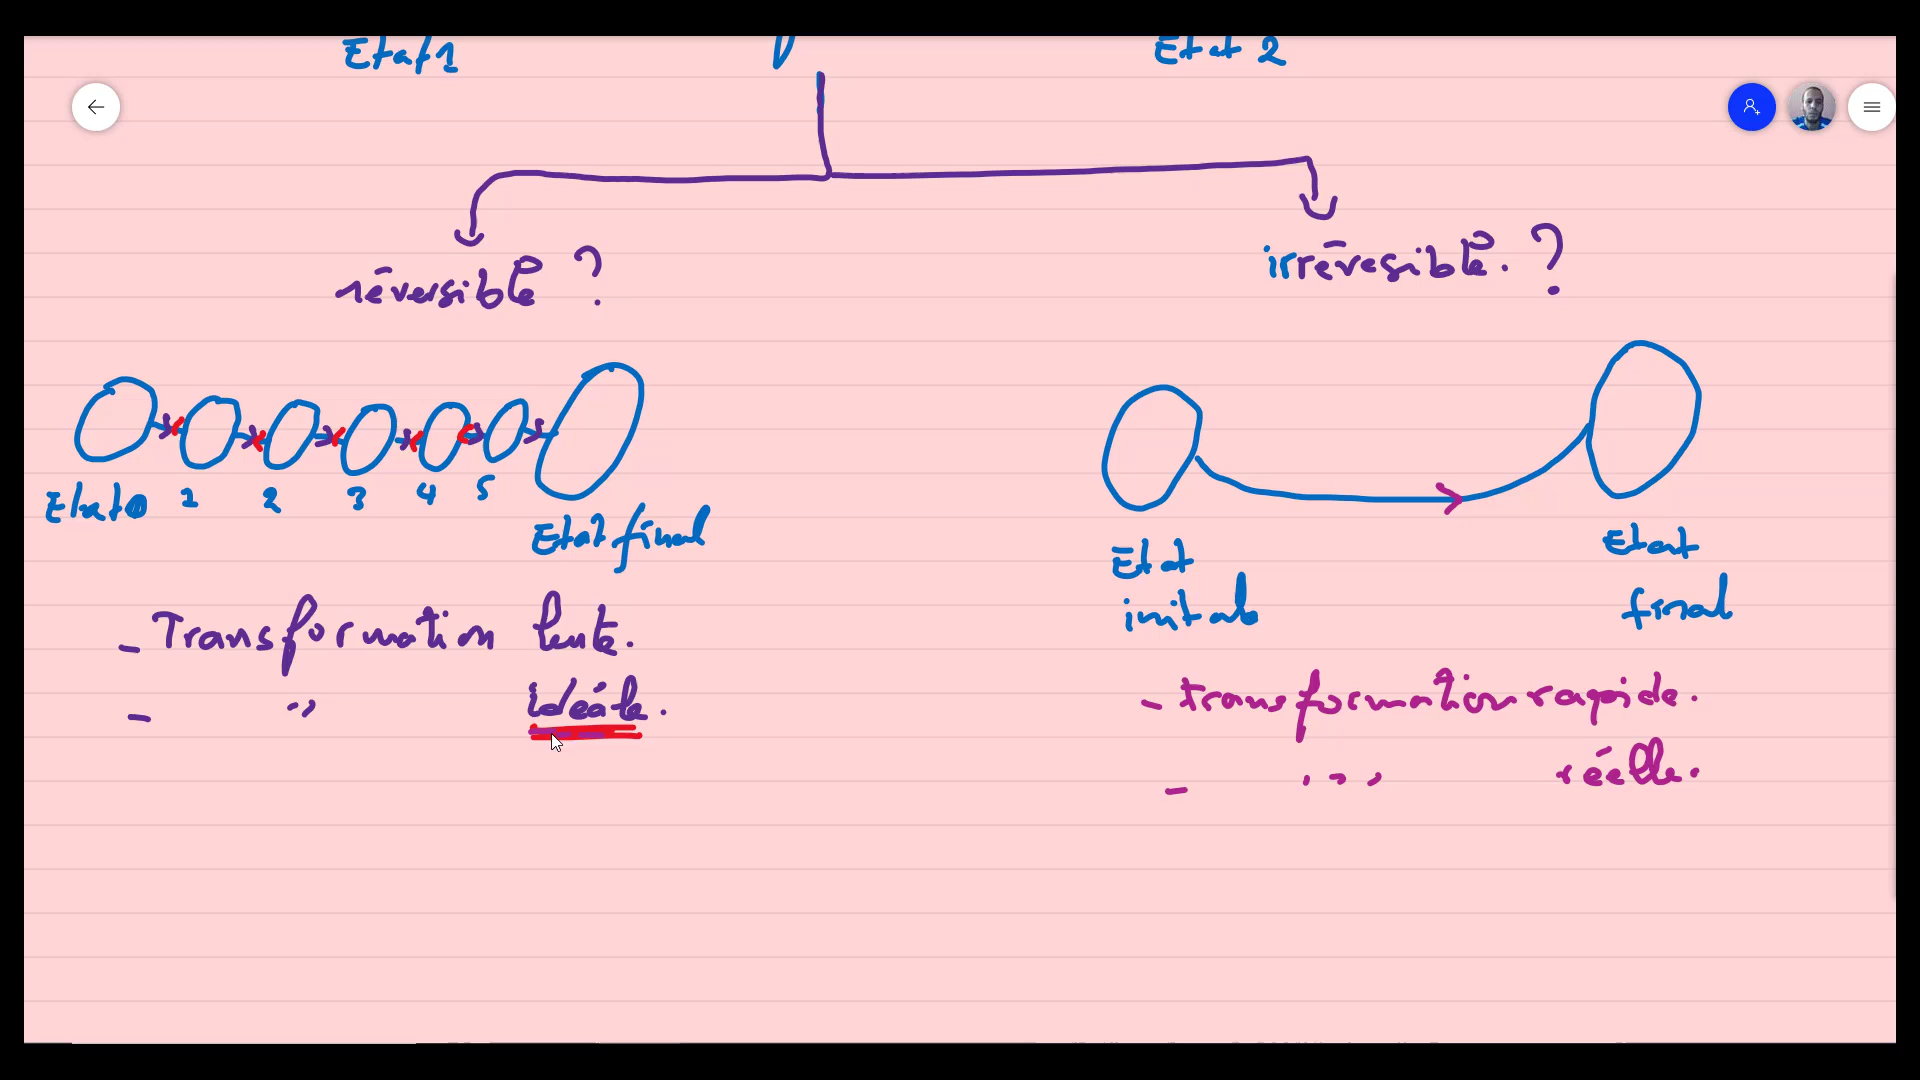 Etat 1 Etat 2
réversible ?
irrévesible. ?
Etat 0 1 2 3 4 5
Etat final
Etat initial
Etat final
- Transformation lente.
- " idéale.
- transformation rapide.
- " réelle.